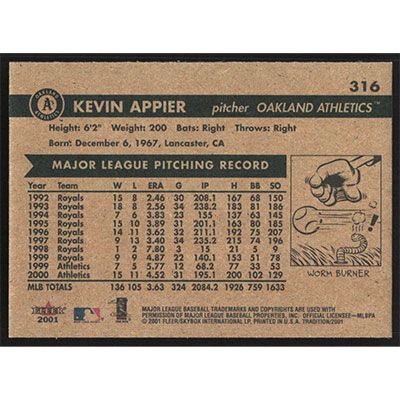 316
OAKLAND ATHLETICS
A's
KEVIN APPIER pitcher OAKLAND ATHLETICS™
Height: 6'2" Weight: 200 Bats: Right Throws: Right
Born: December 6, 1967, Lancaster, CA
MAJOR LEAGUE PITCHING RECORD
Year Team W L ERA G IP H BB SO
1992 Royals 15 8 2.46 30 208.1 167 68 150
1993 Royals 18 8 2.56 34 238.2 183 81 186
1994 Royals 7 6 3.83 23 155 137 63 145
1995 Royals 15 10 3.89 31 201.1 163 80 185
1996 Royals 14 11 3.62 32 211.1 192 75 207
1997 Royals 9 13 3.40 34 235.2 215 74 196
1998 Royals 1 2 7.80 3 15 21 5 9
1999 Royals 9 9 4.87 22 140.1 153 51 78
1999 Athletics 7 5 5.77 12 68.2 77 33 53
2000 Athletics 15 11 4.52 31 195.1 200 102 129
MLB TOTALS 136 105 3.63 324 2084.2 1926 759 1633
WORM BURNER
FLEER
2001
MAJOR LEAGUE BASEBALL TRADEMARKS AND COPYRIGHTS ARE USED WITH
PERMISSION OF MAJOR LEAGUE BASEBALL PROPERTIES, INC. OFFICIAL LICENSEE—MLBPA
© 2001 FLEER/SKYBOX INTERNATIONAL LP. PRINTED IN U.S.A. TRADITION/2001